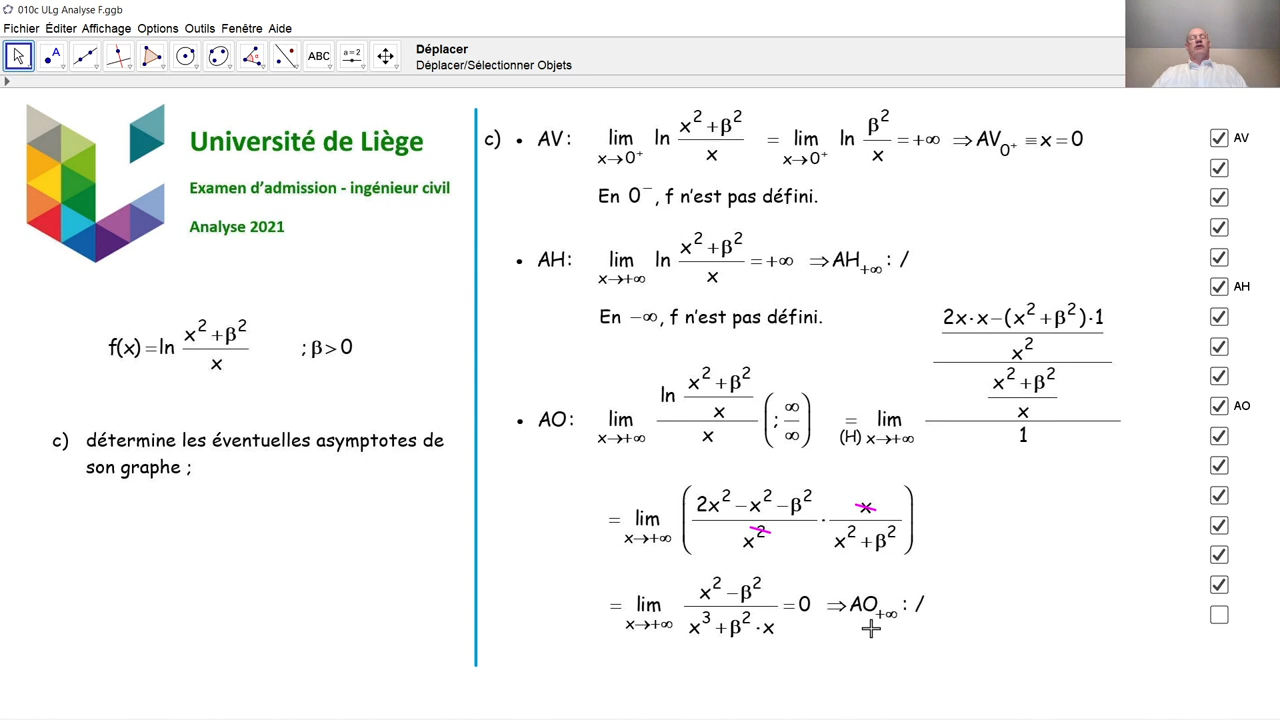 010c ULg Analyse F.ggb
Fichier Éditer Affichage Options Outils Fenêtre Aide
A ABC a=2 Déplacer
Déplacer/Sélectionner Objets
Université de Liège
Examen d’admission - ingénieur civil
Analyse 2021
f(x)=ln (x²+β²)/x ; β>0
c) détermine les éventuelles asymptotes de
son graphe ;
c) • AV: lim x→0⁺ ln (x²+β²)/x = lim x→0⁺ ln β²/x = +∞ ⇒ AV₀⁺ ≡ x=0
En 0⁻, f n’est pas défini.
• AH: lim x→+∞ ln (x²+β²)/x = +∞ ⇒ AH₊∞ : /
En −∞, f n’est pas défini.
• AO: lim x→+∞ (ln (x²+β²)/x)/x (; ∞/∞) =(H) lim x→+∞ (((2x·x−(x²+β²)·1)/x²)/((x²+β²)/x))/1
= lim x→+∞ ((2x²−x²−β²)/x² · x/(x²+β²))
= lim x→+∞ (x²−β²)/(x³+β²·x) = 0 ⇒ AO₊∞ : /
AV
AH
AO